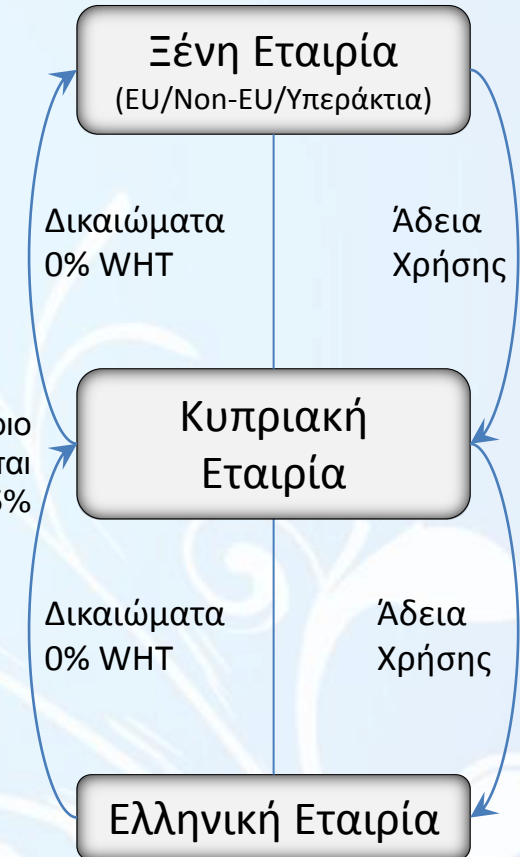 Ξένη Εταιρία
(EU/Non-EU/Υπεράκτια)
Δικαιώματα
0% WHT
Άδεια
Χρήσης
Κυπριακή
Εταιρία
Δικαιώματα
0% WHT
Άδεια
Χρήσης
Ελληνική Εταιρία